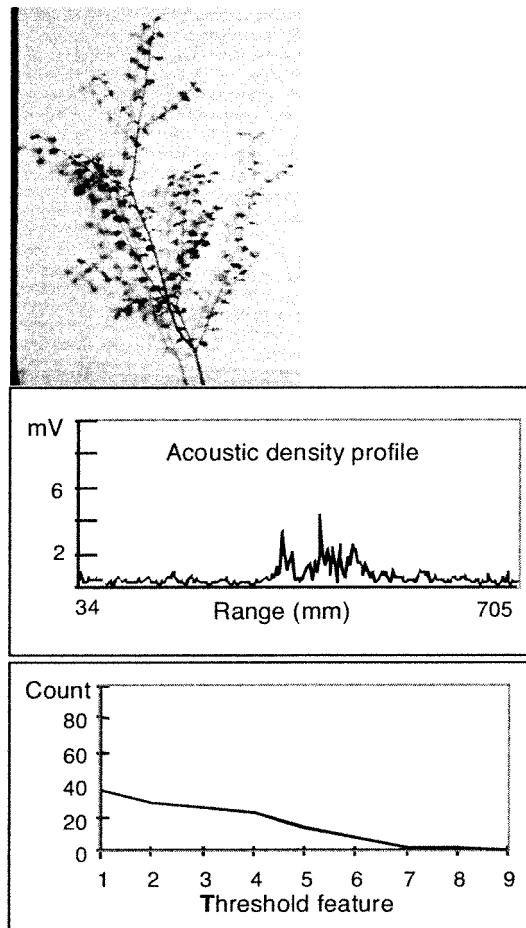 mV
Acoustic density profile
6
2
34 Range (mm) 705
Count
80
60
40
20
0
1 2 3 4 5 6 7 8 9
Threshold feature